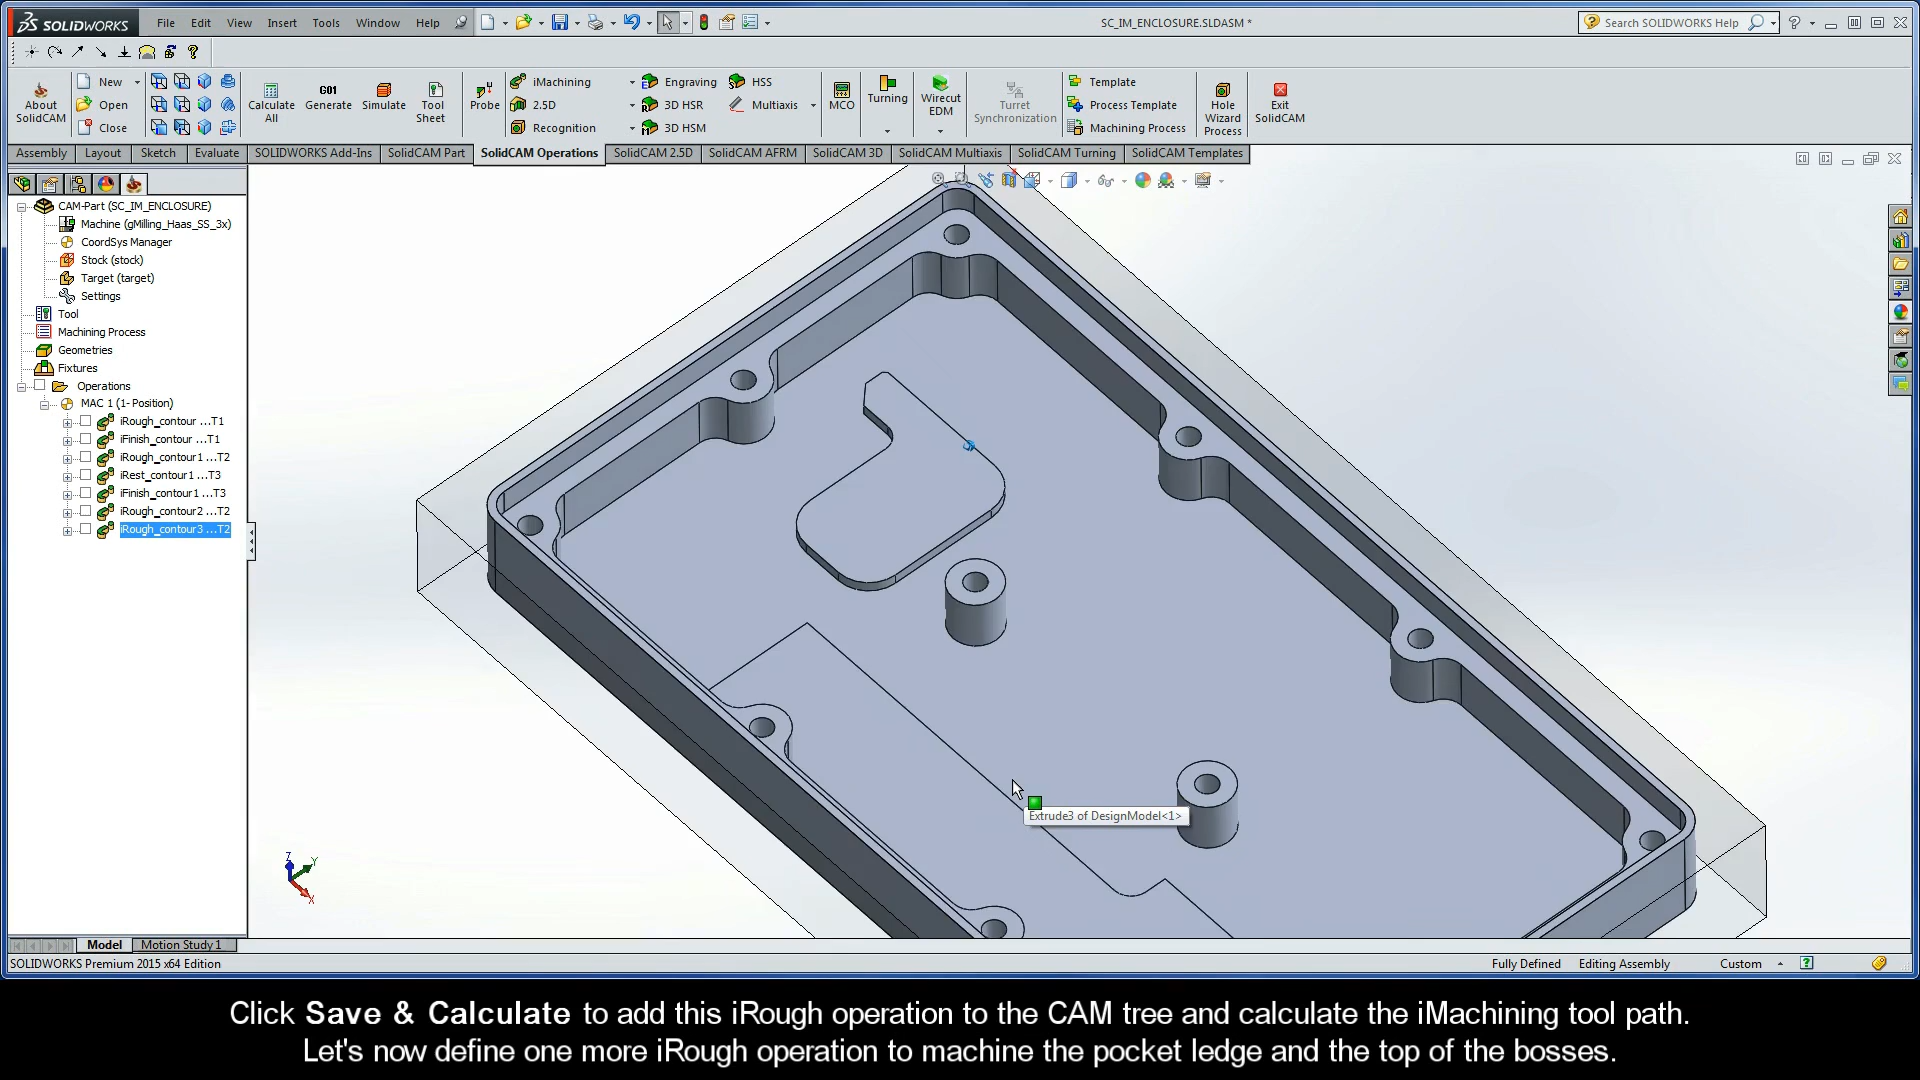 SOLIDWORKS File Edit View Insert Tools Window Help SC_IM_ENCLOSURE.SLDASM * Search SOLIDWORKS Help
About SolidCAM
New
Open
Close
Calculate All
G01
Generate
Simulate
Tool Sheet
Probe
iMachining
2.5D
Recognition
Engraving
3D HSR
3D HSM
HSS
Multiaxis
MCO
Turning
Wirecut EDM
Turret Synchronization
Template
Process Template
Machining Process
Hole Wizard Process
Exit SolidCAM
Assembly Layout Sketch Evaluate SOLIDWORKS Add-Ins SolidCAM Part SolidCAM Operations SolidCAM 2.5D SolidCAM AFRM SolidCAM 3D SolidCAM Multiaxis SolidCAM Turning SolidCAM Templates
CAM-Part (SC_IM_ENCLOSURE)
Machine (gMilling_Haas_SS_3x)
CoordSys Manager
Stock (stock)
Target (target)
Settings
Tool
Machining Process
Geometries
Fixtures
Operations
MAC 1 (1- Position)
iRough_contour ...T1
iFinish_contour ...T1
iRough_contour1 ...T2
iRest_contour1 ...T3
iFinish_contour1 ...T3
iRough_contour2 ...T2
iRough_contour3 ...T2
Extrude3 of DesignModel<1>
Z
Y
X
Model Motion Study 1
SOLIDWORKS Premium 2015 x64 Edition Fully Defined Editing Assembly Custom
Click Save & Calculate to add this iRough operation to the CAM tree and calculate the iMachining tool path.
Let's now define one more iRough operation to machine the pocket ledge and the top of the bosses.